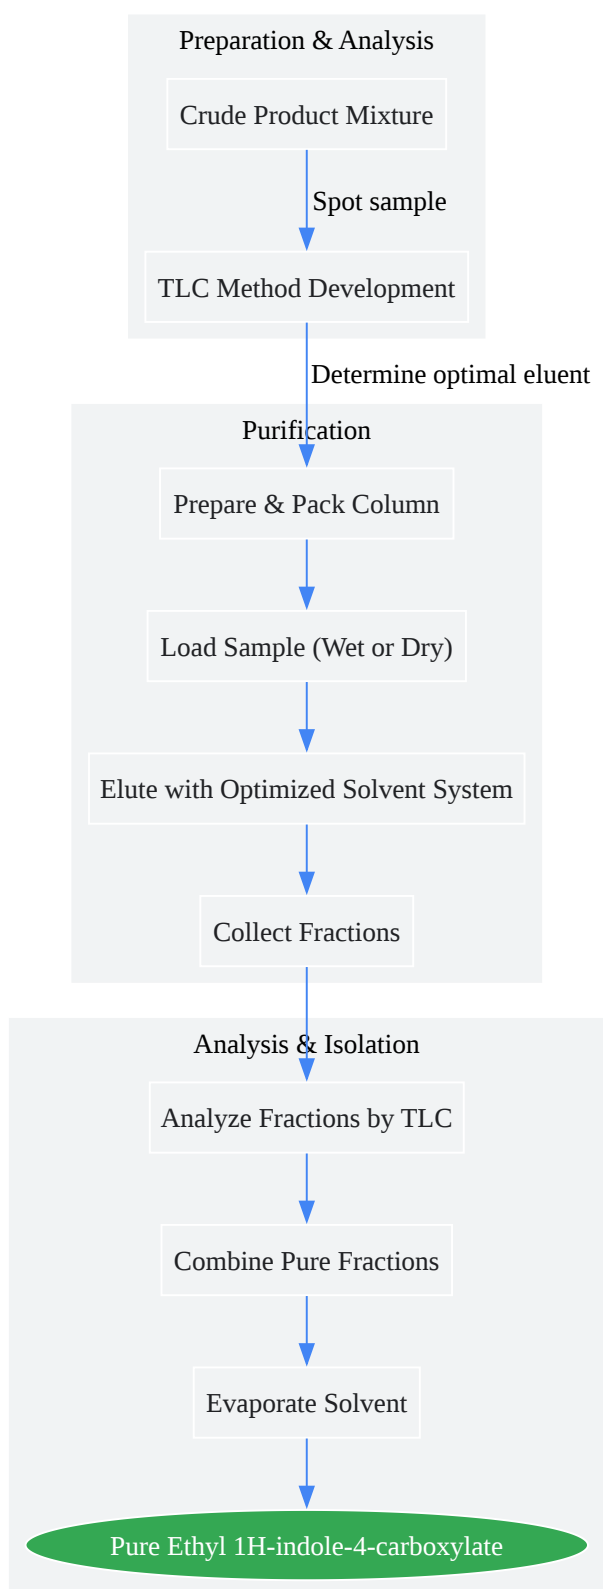 Preparation & Analysis
Crude Product Mixture
Spot sample
TLC Method Development
Determine optimal eluent
Purification
Prepare & Pack Column
Load Sample (Wet or Dry)
Elute with Optimized Solvent System
Collect Fractions
Analysis & Isolation
Analyze Fractions by TLC
Combine Pure Fractions
Evaporate Solvent
Pure Ethyl 1H-indole-4-carboxylate